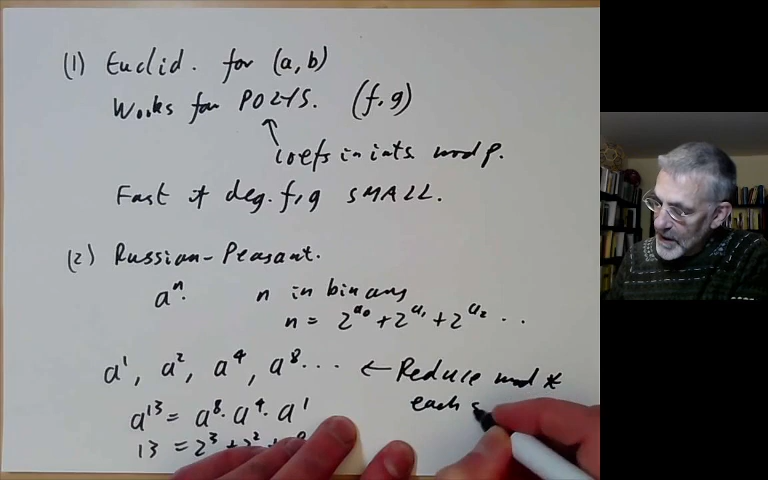 (1) Euclid. for (a,b)
Works for POLYS. (f,g)
↑
coefs in ints mod p.
Fast if deg. f,g SMALL.
(2) Russian-Peasant.
aⁿ. n in binary
n = 2^{a₀} + 2^{a₁} + 2^{a₂} ...
a¹, a², a⁴, a⁸ ... ← Reduce mod *
a¹³ = a⁸. a⁴. a¹ each
13 = 2³ + 2² +